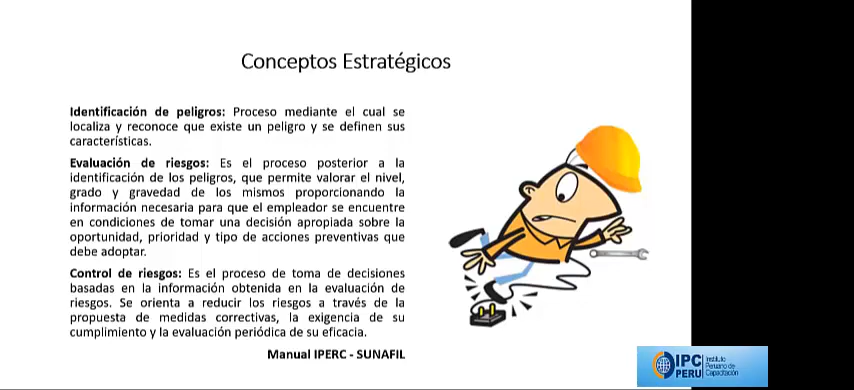 Conceptos Estratégicos
Identificación de peligros: Proceso mediante el cual se
localiza y reconoce que existe un peligro y se definen sus
características.
Evaluación de riesgos: Es el proceso posterior a la
identificación de los peligros, que permite valorar el nivel,
grado y gravedad de los mismos proporcionando la
información necesaria para que el empleador se encuentre
en condiciones de tomar una decisión apropiada sobre la
oportunidad, prioridad y tipo de acciones preventivas que
debe adoptar.
Control de riesgos: Es el proceso de toma de decisiones
basadas en la información obtenida en la evaluación de
riesgos. Se orienta a reducir los riesgos a través de la
propuesta de medidas correctivas, la exigencia de su
cumplimiento y la evaluación periódica de su eficacia.
Manual IPERC - SUNAFIL
IPC
PERU
Instituto
Peruano de
Capacitación